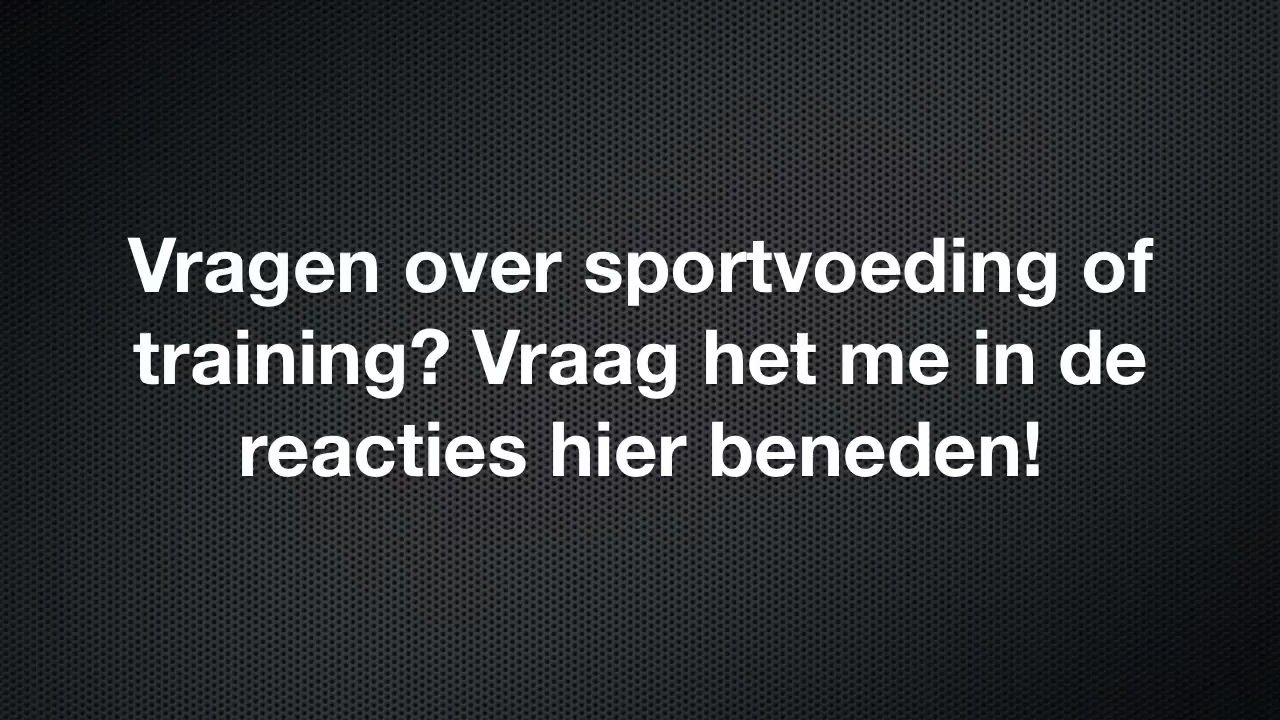 Vragen over sportvoeding of
training? Vraag het me in de
reacties hier beneden!